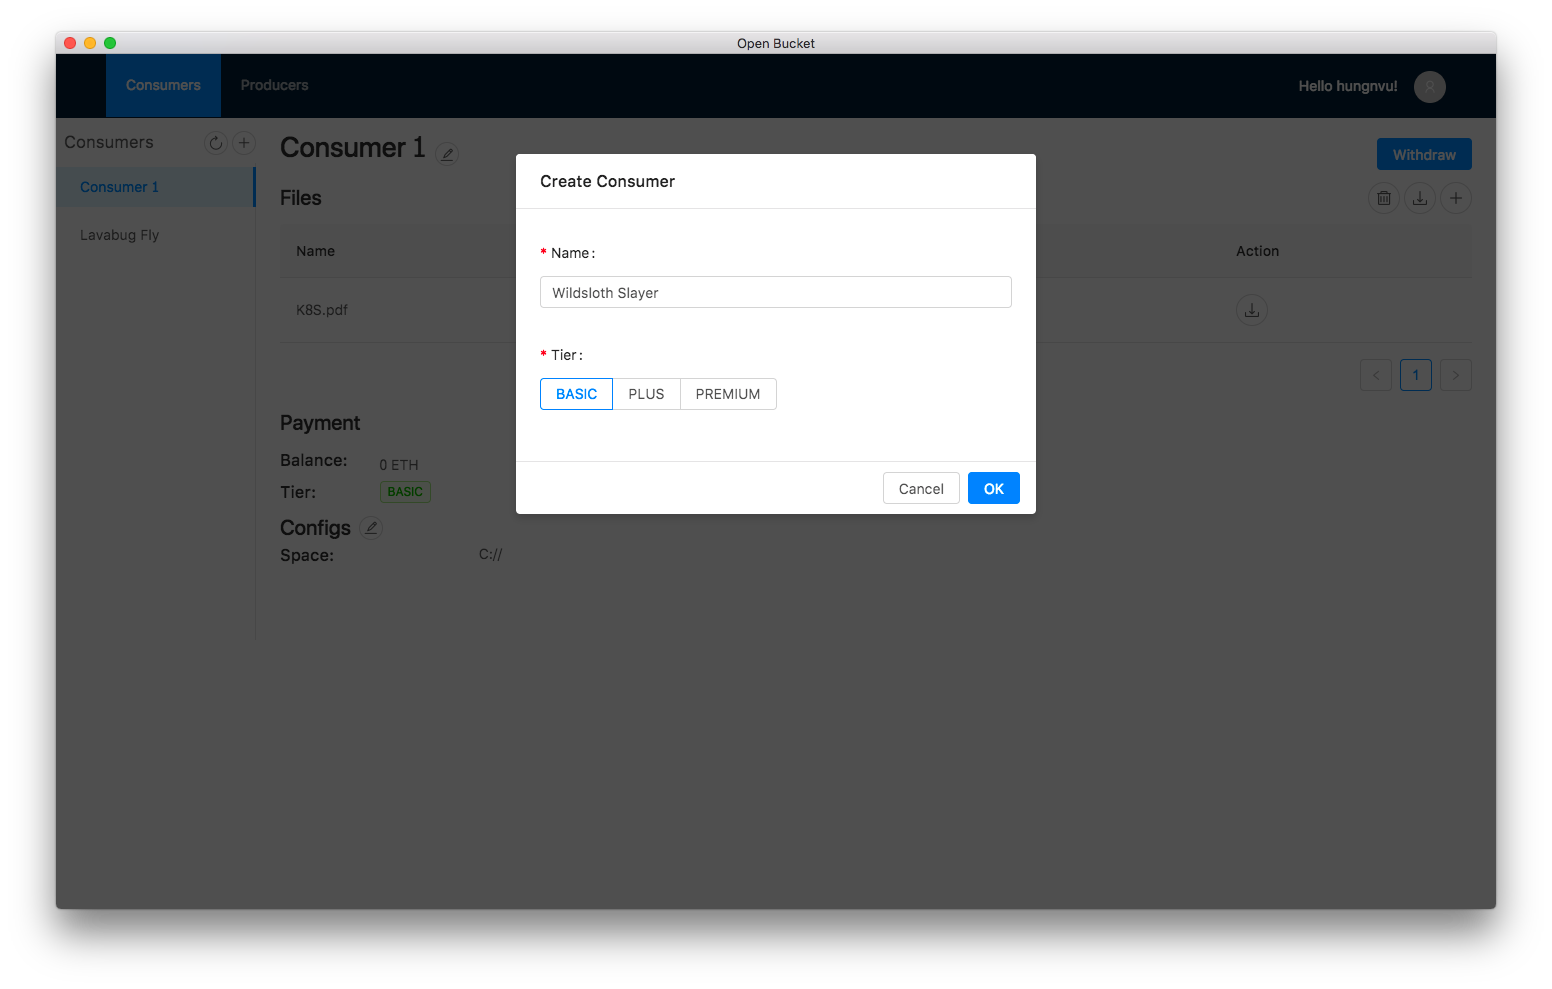 Open Bucket
Consumers Producers Hello hungnvu!
Consumers
Consumer 1
Lavabug Fly
Consumer 1
Withdraw
Files
Name Action
K8S.pdf
< 1 >
Payment
Balance: 0 ETH
Tier: BASIC
Configs
Space: C://
Create Consumer
* Name:
Wildsloth Slayer
* Tier:
BASIC PLUS PREMIUM
Cancel OK